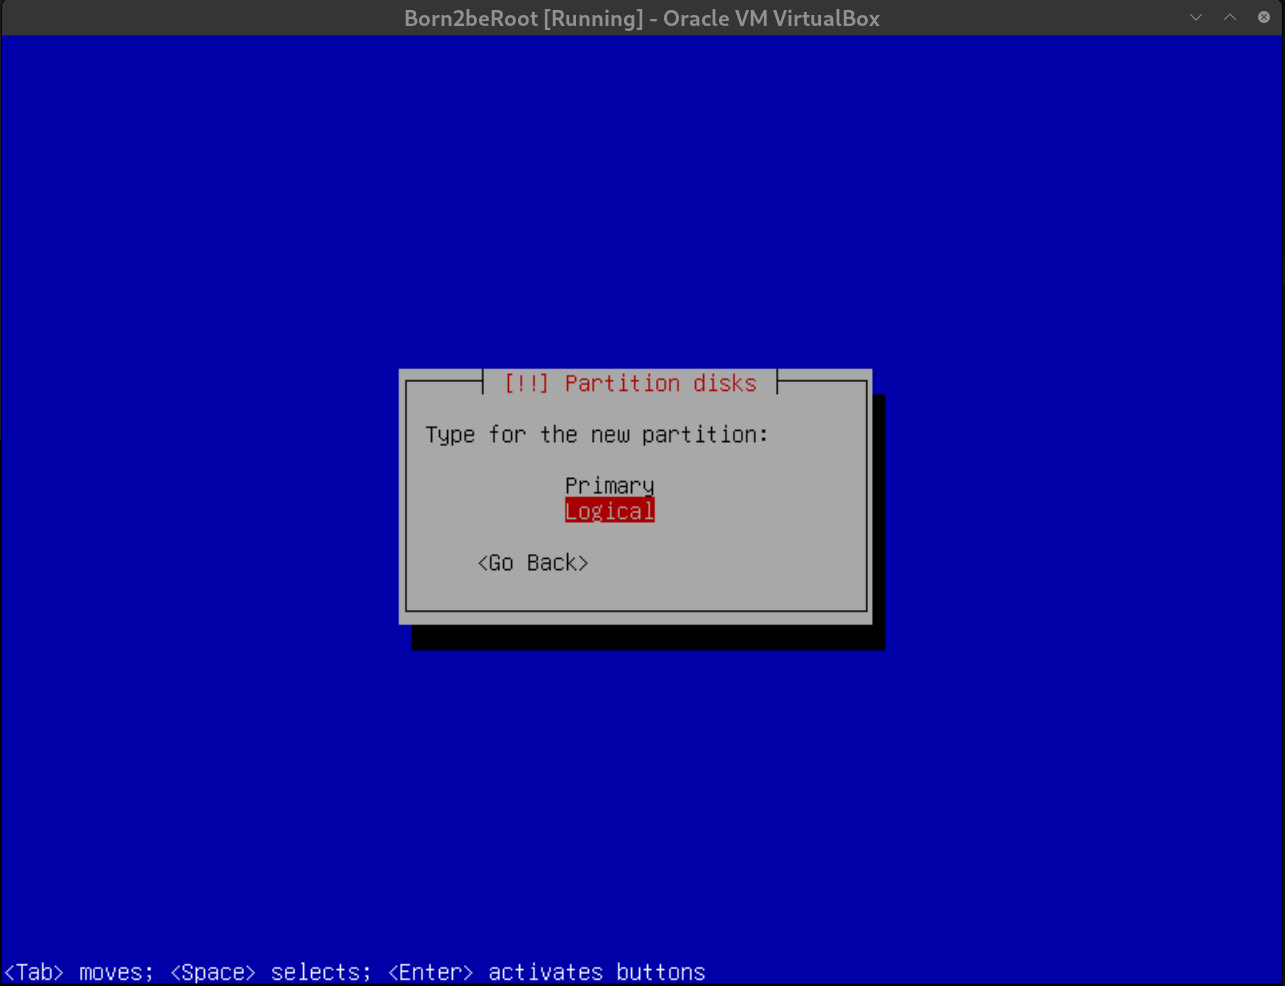 Born2beRoot [Running] - Oracle VM VirtualBox
[!!] Partition disks
Type for the new partition:
Primary
Logical
<Go Back>
<Tab> moves; <Space> selects; <Enter> activates buttons